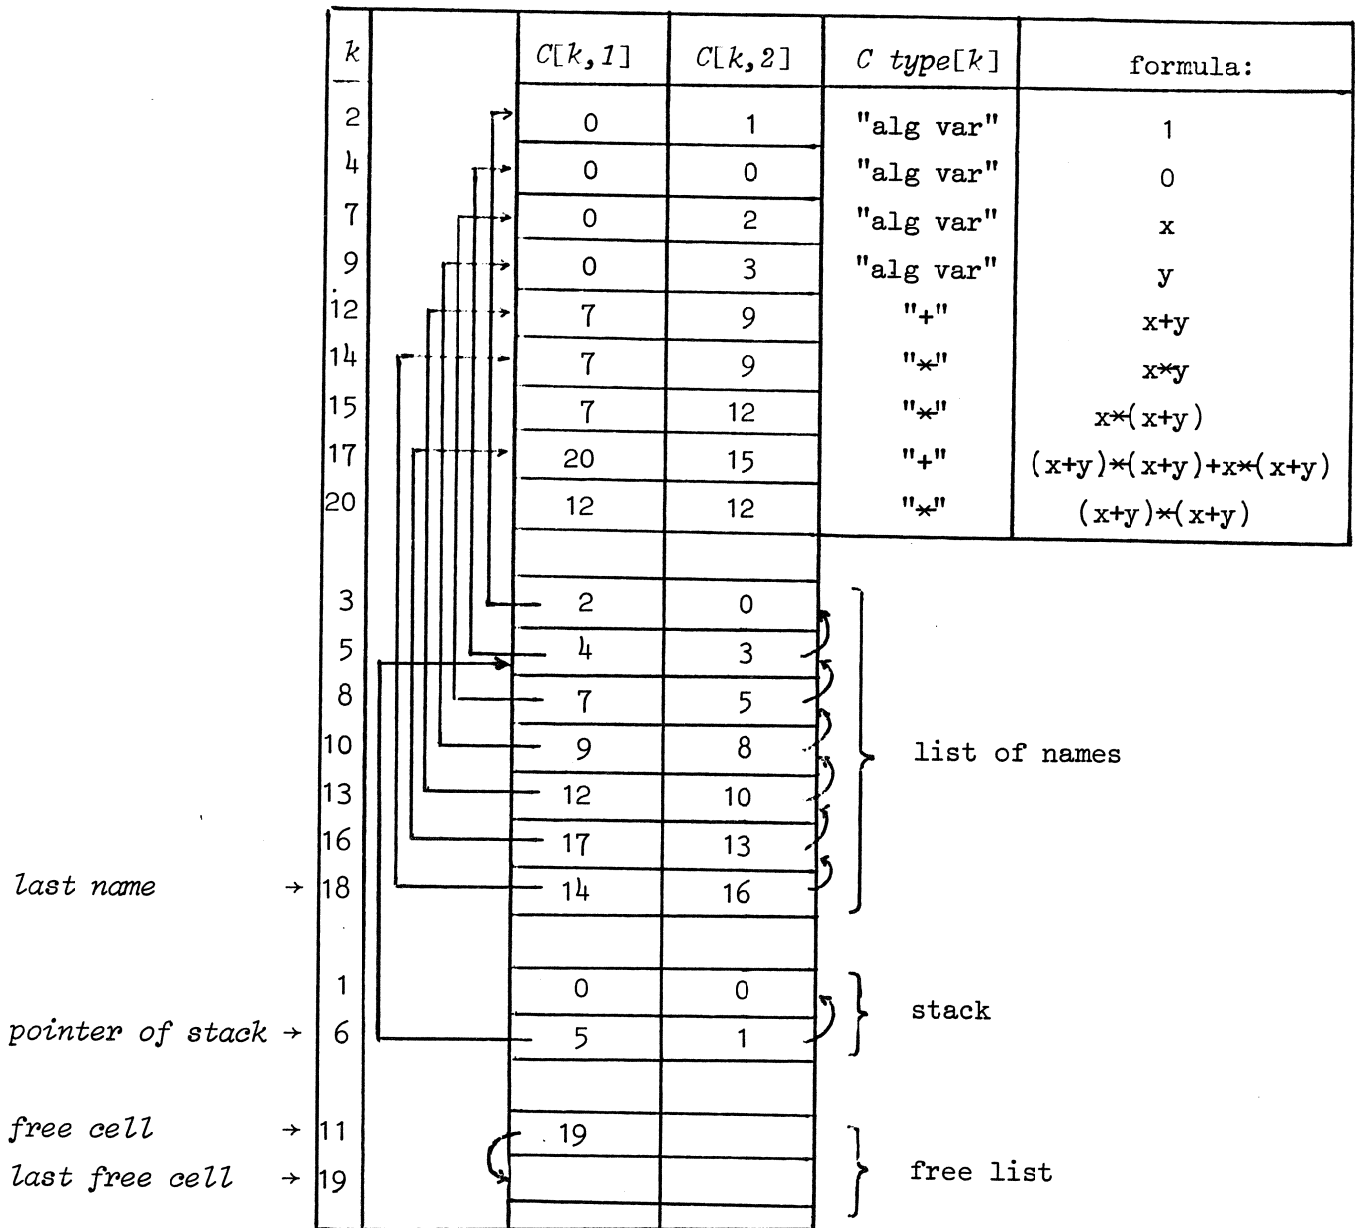 k C[k,1] C[k,2] C type[k] formula:
2 0 1 "alg var" 1
4 0 0 "alg var" 0
7 0 2 "alg var" x
9 0 3 "alg var" y
12 7 9 "+" x+y
14 7 9 "*" x*y
15 7 12 "*" x*(x+y)
17 20 15 "+" (x+y)*(x+y)+x*(x+y)
20 12 12 "*" (x+y)*(x+y)
3 2 0
5 4 3
8 7 5
10 9 8 list of names
13 12 10
16 17 13
last name → 18 14 16
1 0 0
stack
pointer of stack → 6 5 1
free cell → 11 19
last free cell → 19 free list